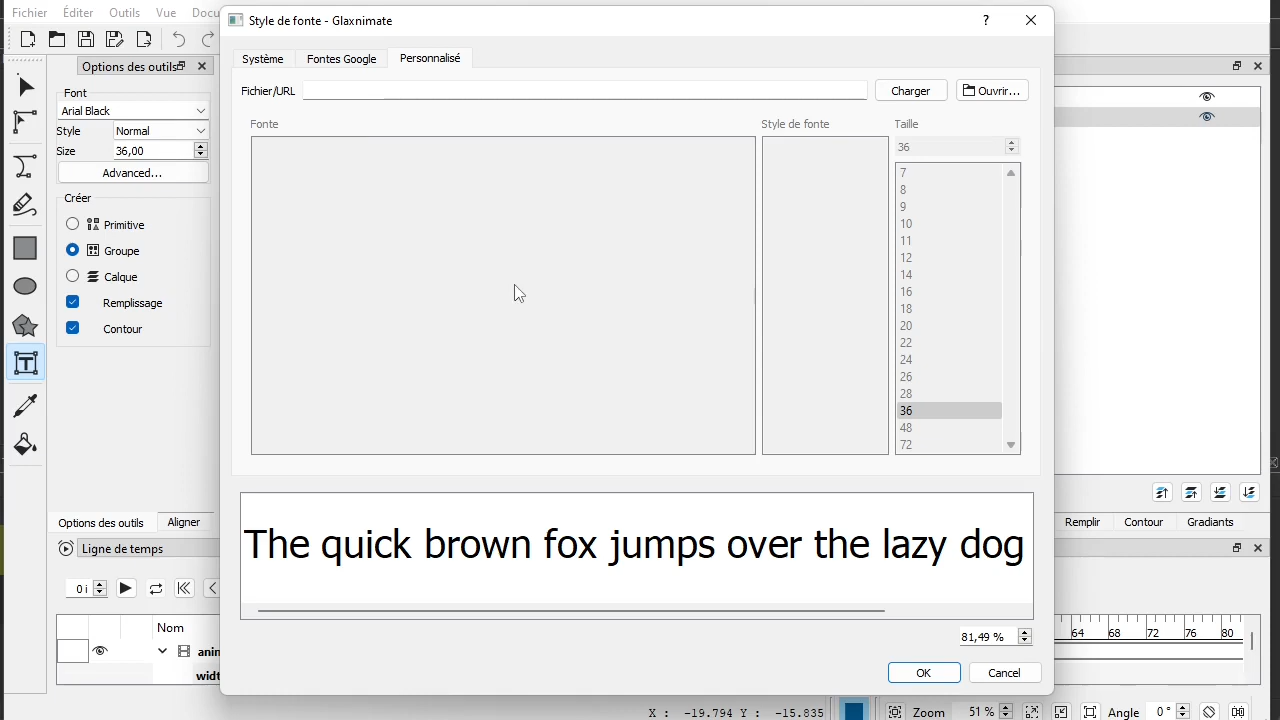 Fichier Éditer Outils Vue Docu
Style de fonte - Glaxnimate
?
Options des outils
Font
Arial Black
Style Normal
Size 36,00
Advanced...
Créer
Primitive
Groupe
Calque
Remplissage
Contour
Système Fontes Google Personnalisé
Fichier/URL Charger Ouvrir...
Fonte Style de fonte Taille
36
7
8
9
10
11
12
14
16
18
20
22
24
26
28
36
48
72
The quick brown fox jumps over the lazy dog
81,49 %
OK Cancel
Options des outils Aligner
Remplir Contour Gradiants
Ligne de temps
0i
Nom
64 68 72 76 80
anin
widt
X : -19.794 Y : -15.835 Zoom 51 % Angle 0°